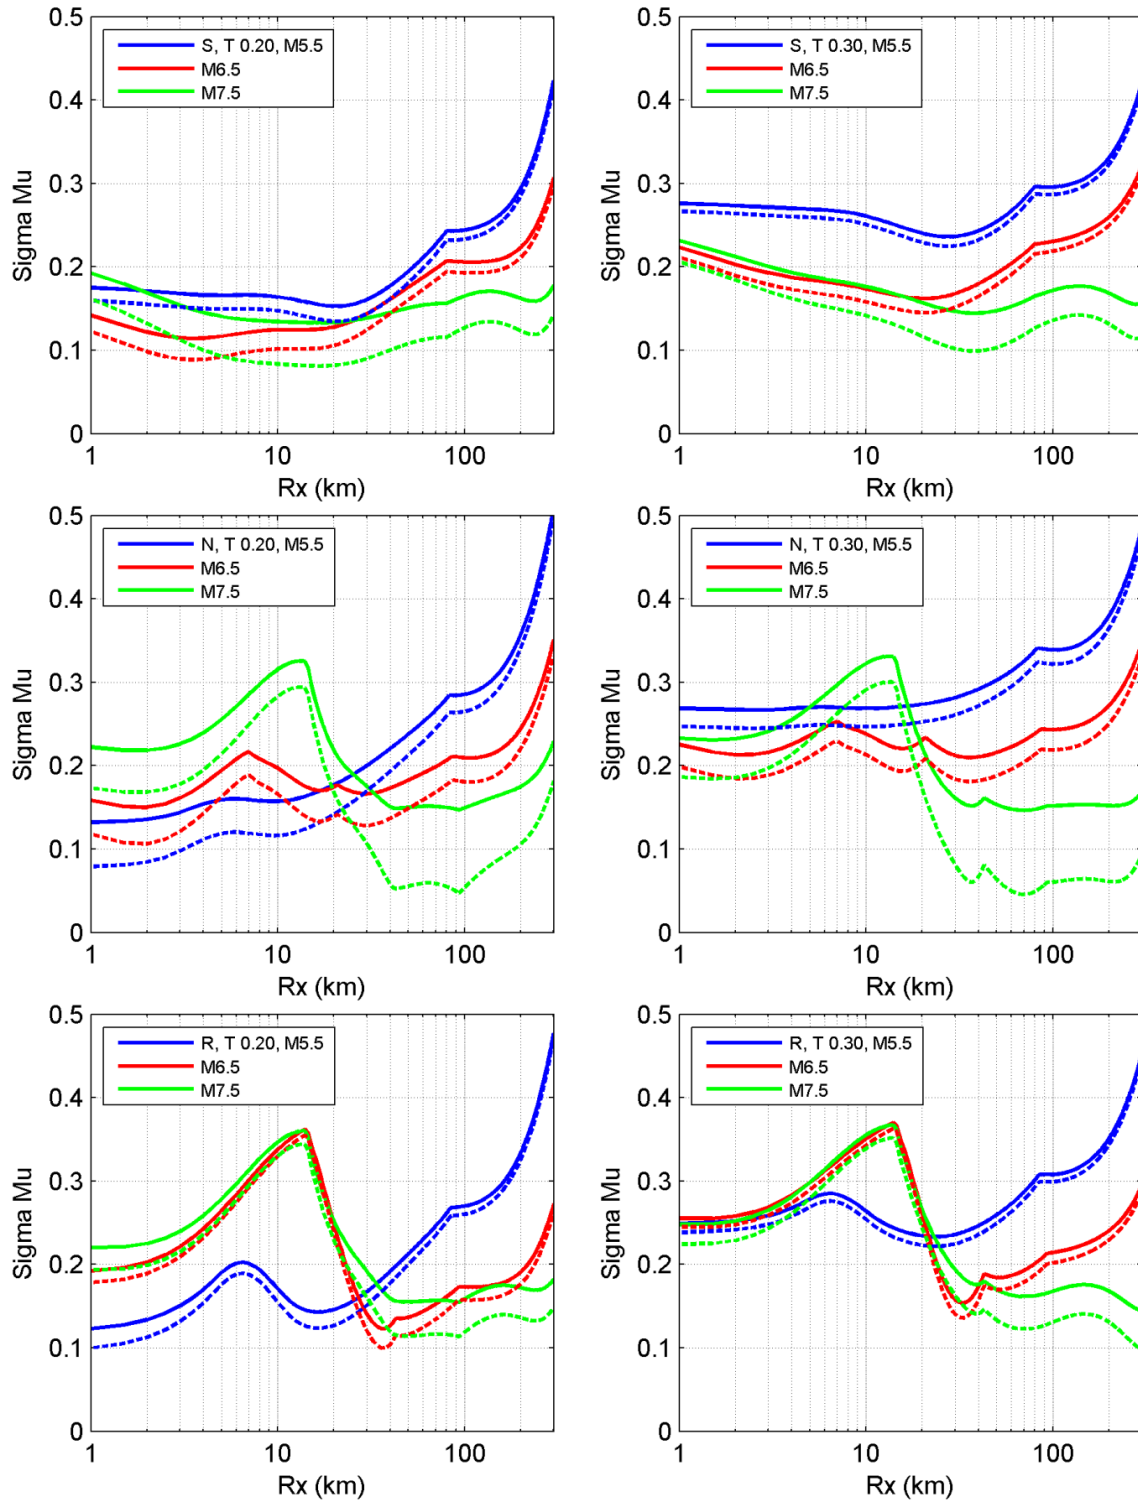 0.5
0.4
0.3
0.2
0.1
0
Sigma Mu
S, T 0.20, M5.5
M6.5
M7.5
1 10 100
Rx (km)
0.5
0.4
0.3
0.2
0.1
0
Sigma Mu
S, T 0.30, M5.5
M6.5
M7.5
1 10 100
Rx (km)
0.5
0.4
0.3
0.2
0.1
0
Sigma Mu
N, T 0.20, M5.5
M6.5
M7.5
1 10 100
Rx (km)
0.5
0.4
0.3
0.2
0.1
0
Sigma Mu
N, T 0.30, M5.5
M6.5
M7.5
1 10 100
Rx (km)
0.5
0.4
0.3
0.2
0.1
0
Sigma Mu
R, T 0.20, M5.5
M6.5
M7.5
1 10 100
Rx (km)
0.5
0.4
0.3
0.2
0.1
0
Sigma Mu
R, T 0.30, M5.5
M6.5
M7.5
1 10 100
Rx (km)